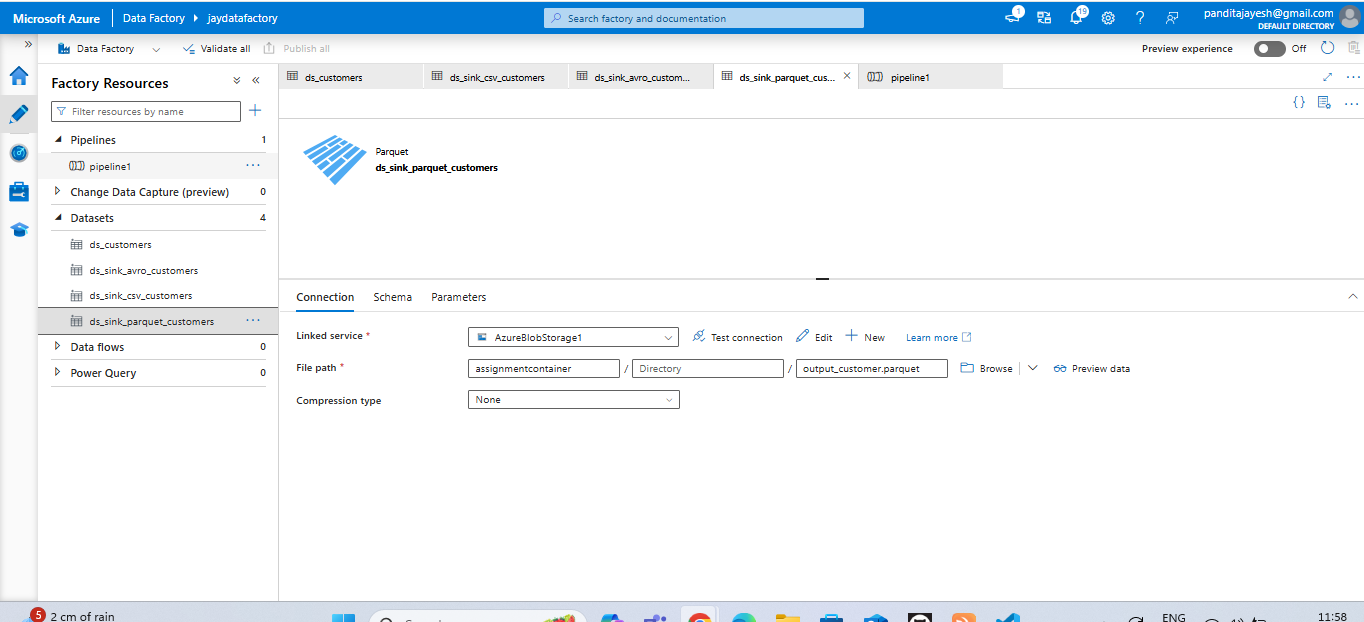 Microsoft Azure Data Factory jaydatafactory Search factory and documentation 1 19 panditajayesh@gmail.com
DEFAULT DIRECTORY
Data Factory Validate all Publish all Preview experience Off
Factory Resources
Filter resources by name
Pipelines 1
pipeline1
Change Data Capture (preview) 0
Datasets 4
ds_customers
ds_sink_avro_customers
ds_sink_csv_customers
ds_sink_parquet_customers
Data flows 0
Power Query 0
ds_customers ds_sink_csv_customers ds_sink_avro_custom... ds_sink_parquet_cus... pipeline1
Parquet
ds_sink_parquet_customers
Connection Schema Parameters
Linked service * AzureBlobStorage1 Test connection Edit New Learn more
File path * assignmentcontainer / Directory / output_customer.parquet Browse Preview data
Compression type None
5 2 cm of rain ENG 11:58